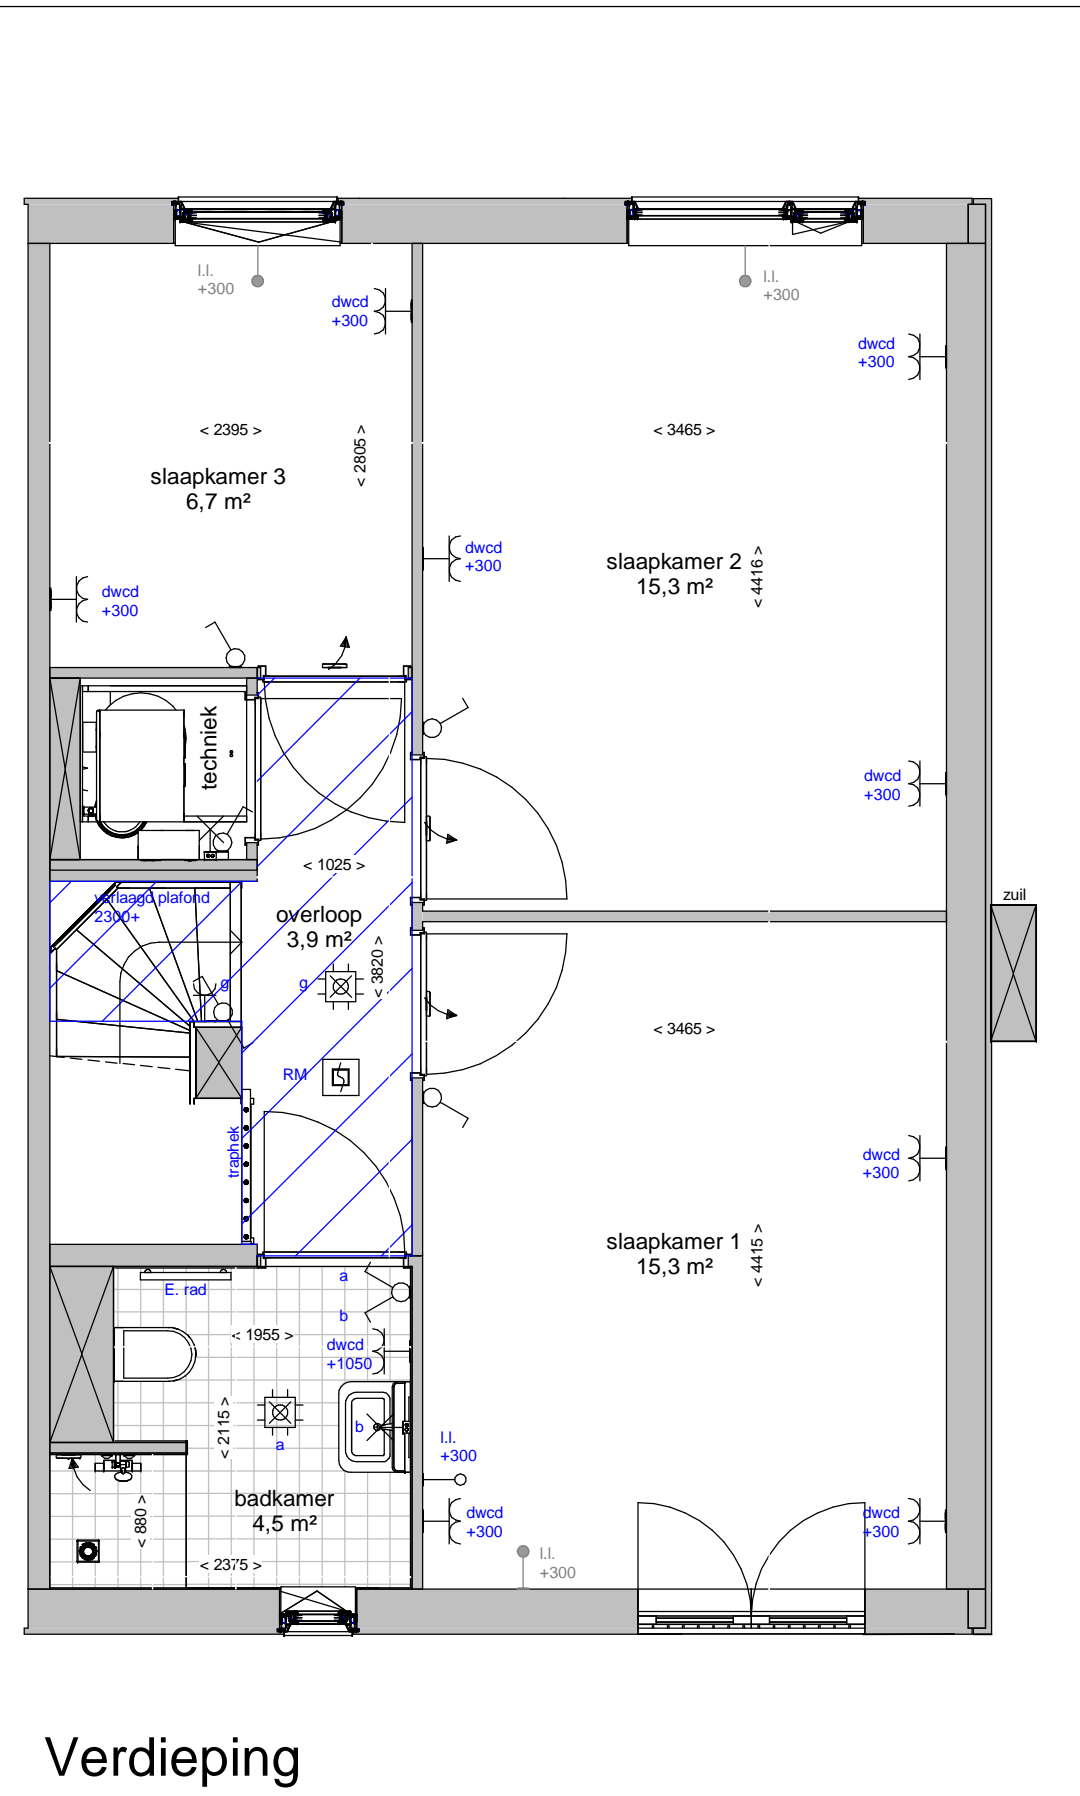 l.l.
+300
dwcd
+300
l.l.
+300
dwcd
+300
< 2395 >
< 2805 >
slaapkamer 3
6,7 m²
< 3465 >
dwcd
+300
slaapkamer 2
15,3 m²
< 4416 >
dwcd
+300
techniek
dwcd
+300
< 1025 >
verlaagd plafond
2300+
overloop
3,9 m²
< 3820 >
zuil
g
g
RM
< 3465 >
traphek
dwcd
+300
slaapkamer 1
15,3 m²
< 4415 >
E. rad
a
b
< 1955 >
dwcd
+1050
< 2115 >
a
b
l.l.
+300
badkamer
4,5 m²
< 880 >
< 2375 >
dwcd
+300
dwcd
+300
l.l.
+300
Verdieping